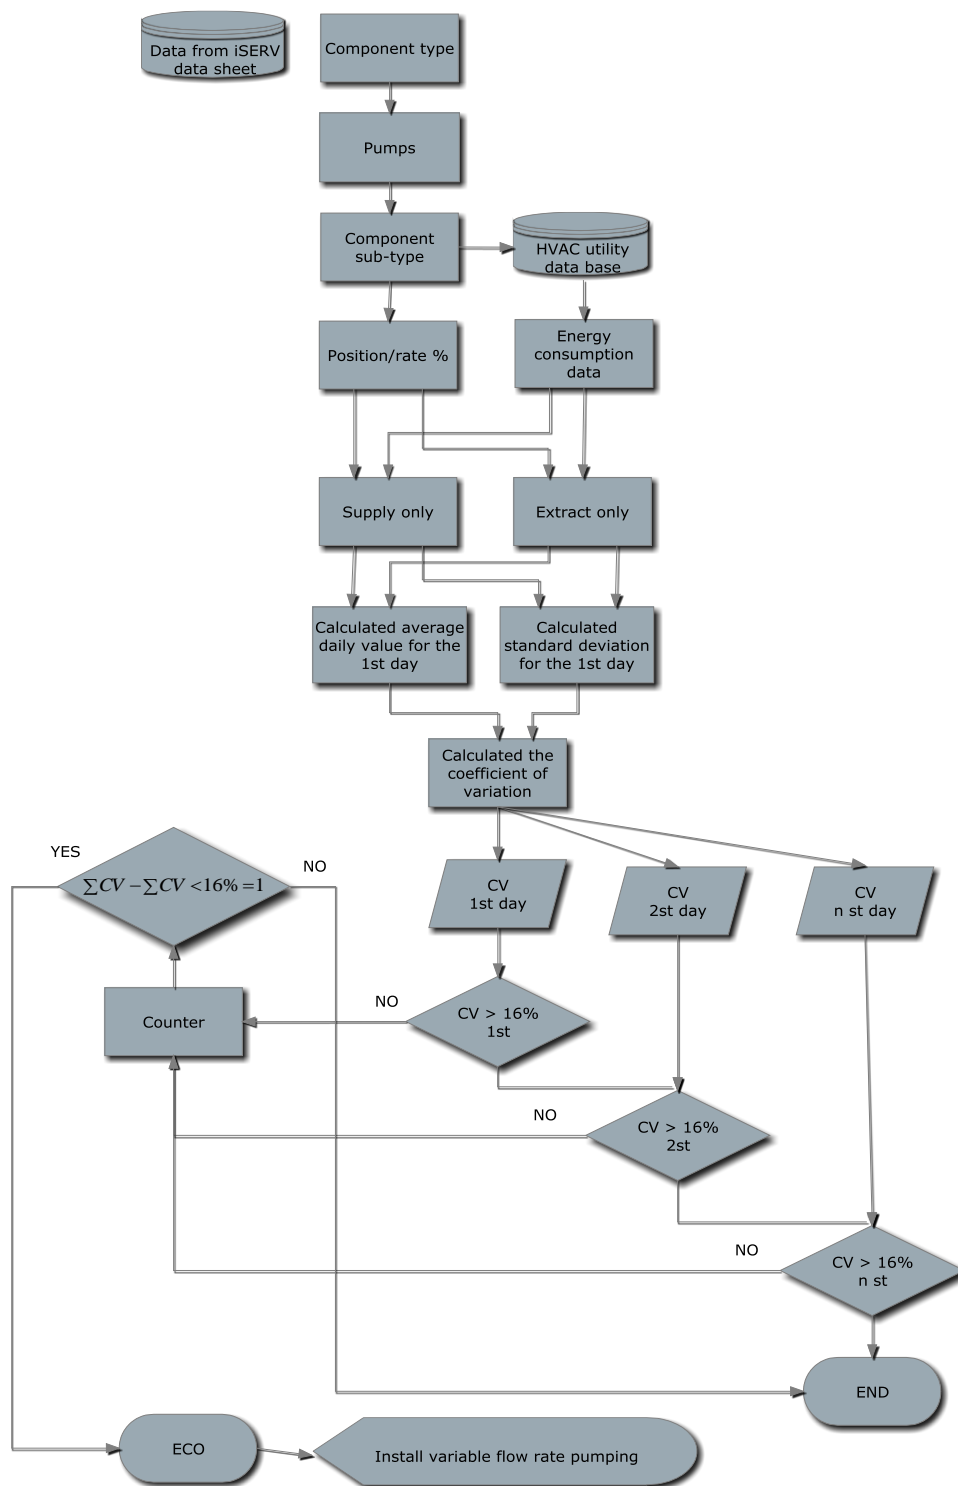 Data from iSERV
data sheet
Component type
Pumps
Component
sub-type
HVAC utility
data base
Position/rate %
Energy
consumption
data
Supply only
Extract only
Calculated average
daily value for the
1st day
Calculated
standard deviation
for the 1st day
Calculated the
coefficient of
variation
YES
∑CV − ∑CV <16% =1
NO
CV
1st day
CV
2st day
CV
n st day
Counter
NO
CV > 16%
1st
NO
CV > 16%
2st
NO
CV > 16%
n st
END
ECO
Install variable flow rate pumping